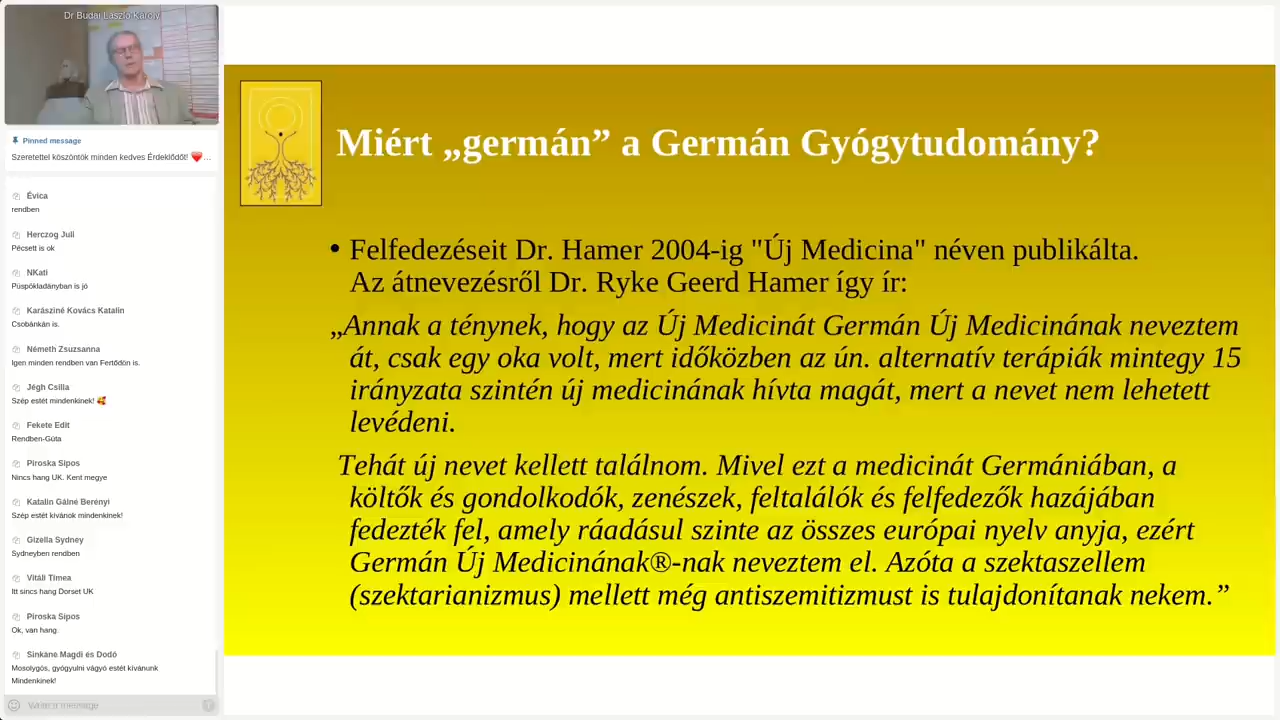 Dr Budai László Károly
Pinned message
Szeretettel köszöntök minden kedves Érdeklődőt! ❤️…
Évica
rendben
Herczog Juli
Pécsett is ok
NKati
Püspökladányban is jó
Karásziné Kovács Katalin
Csobánkán is.
Németh Zsuzsanna
Igen minden rendben van Fertődön is.
Jégh Csilla
Szép estét mindenkinek! 🥰
Fekete Edit
Rendben-Gúta
Piroska Sipos
Nincs hang UK. Kent megye
Katalin Gálné Berényi
Szép estét kívánok mindenkinek!
Gizella Sydney
Sydneyben rendben
Vitáli Tímea
Itt sincs hang Dorset UK
Piroska Sipos
Ok, van hang.
Sinkáné Magdi és Dodó
Mosolygós, gyógyulni vágyó estét kívánunk
Mindenkinek!
Write a message
Miért „germán” a Germán Gyógytudomány?
• Felfedezéseit Dr. Hamer 2004-ig "Új Medicina" néven publikálta.
Az átnevezésről Dr. Ryke Geerd Hamer így ír:
„Annak a ténynek, hogy az Új Medicinát Germán Új Medicinának neveztem
át, csak egy oka volt, mert időközben az ún. alternatív terápiák mintegy 15
irányzata szintén új medicinának hívta magát, mert a nevet nem lehetett
levédeni.
Tehát új nevet kellett találnom. Mivel ezt a medicinát Germániában, a
költők és gondolkodók, zenészek, feltalálók és felfedezők hazájában
fedezték fel, amely ráadásul szinte az összes európai nyelv anyja, ezért
Germán Új Medicinának®-nak neveztem el. Azóta a szektaszellem
(szektarianizmus) mellett még antiszemitizmust is tulajdonítanak nekem.”